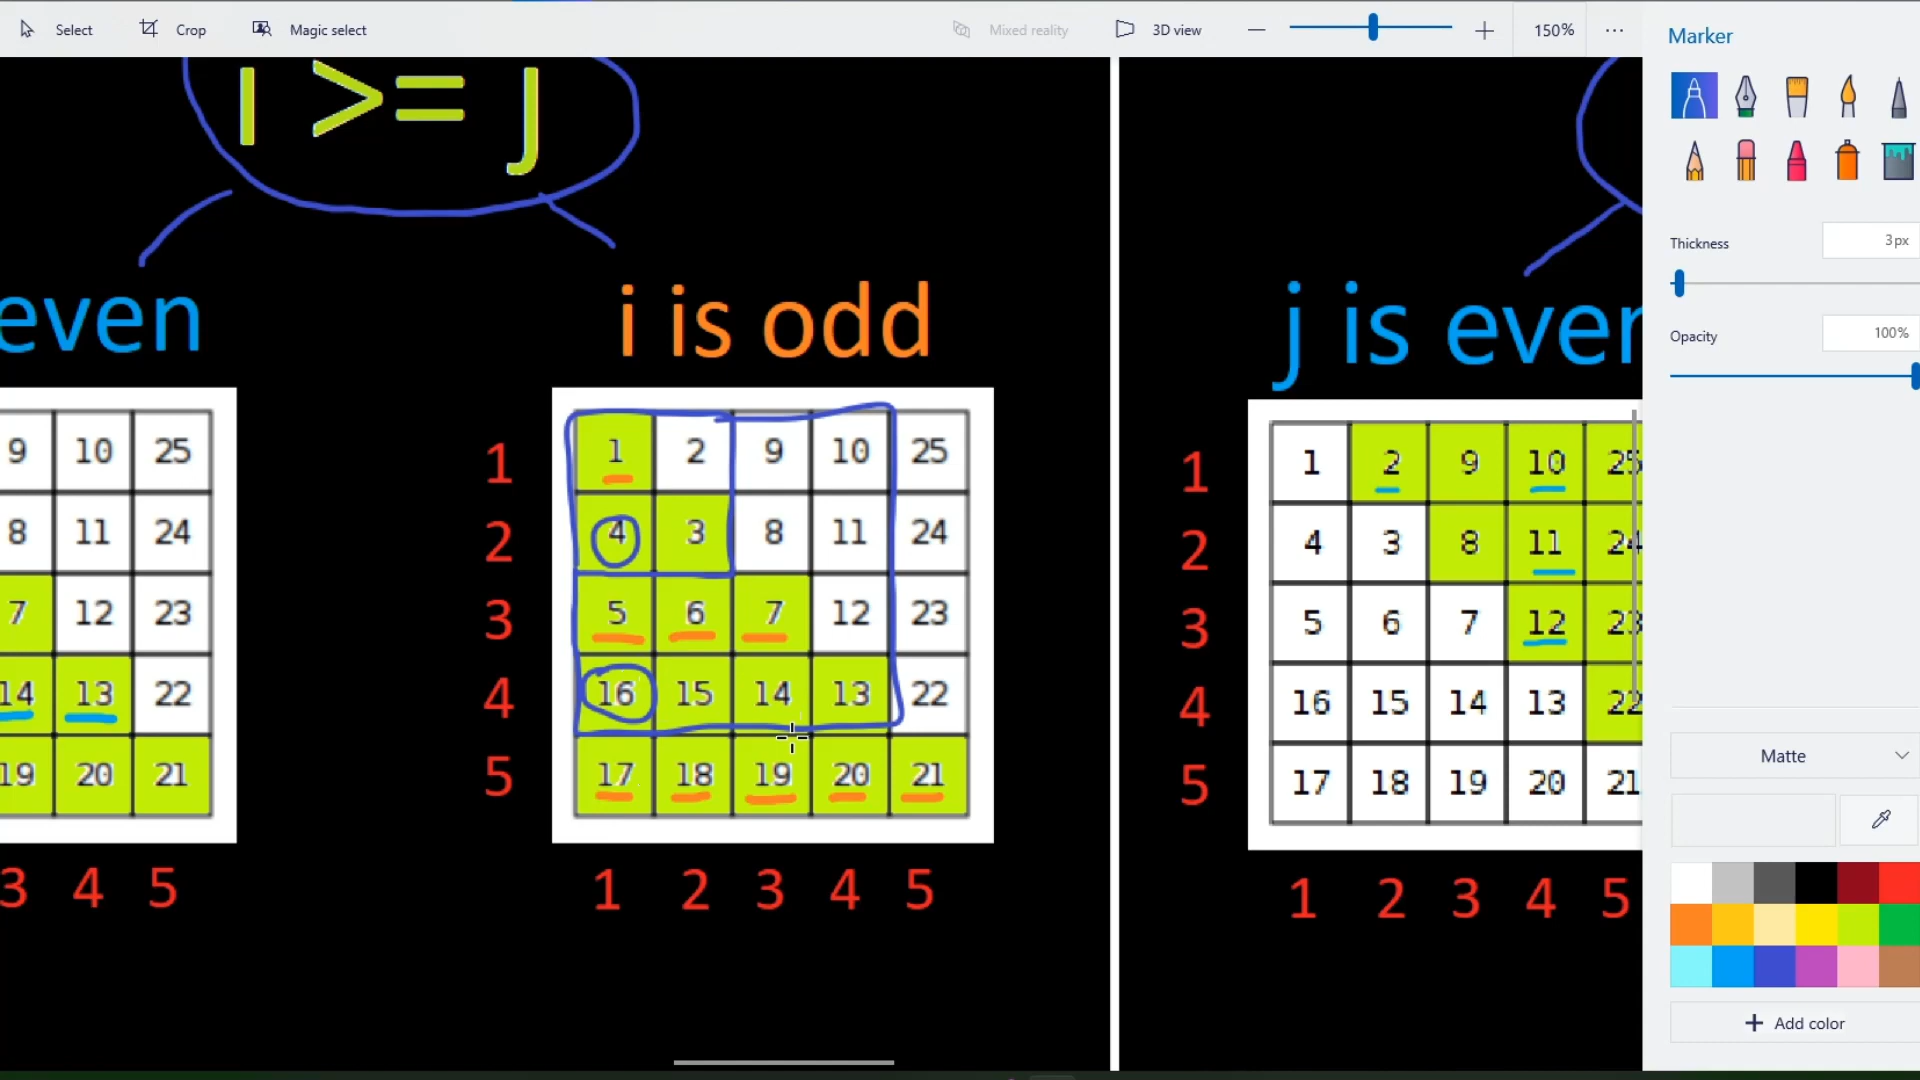 Select Crop Magic select Mixed reality 3D view 150% ...
Marker
Thickness 3px
Opacity 100%
Matte
Add color
i >= j
even
9 10 25
8 11 24
7 12 23
14 13 22
19 20 21
3 4 5
i is odd
1 1 2 9 10 25
2 4 3 8 11 24
3 5 6 7 12 23
4 16 15 14 13 22
5 17 18 19 20 21
1 2 3 4 5
j is even
1 1 2 9 10 25
2 4 3 8 11 24
3 5 6 7 12 23
4 16 15 14 13 22
5 17 18 19 20 21
1 2 3 4 5